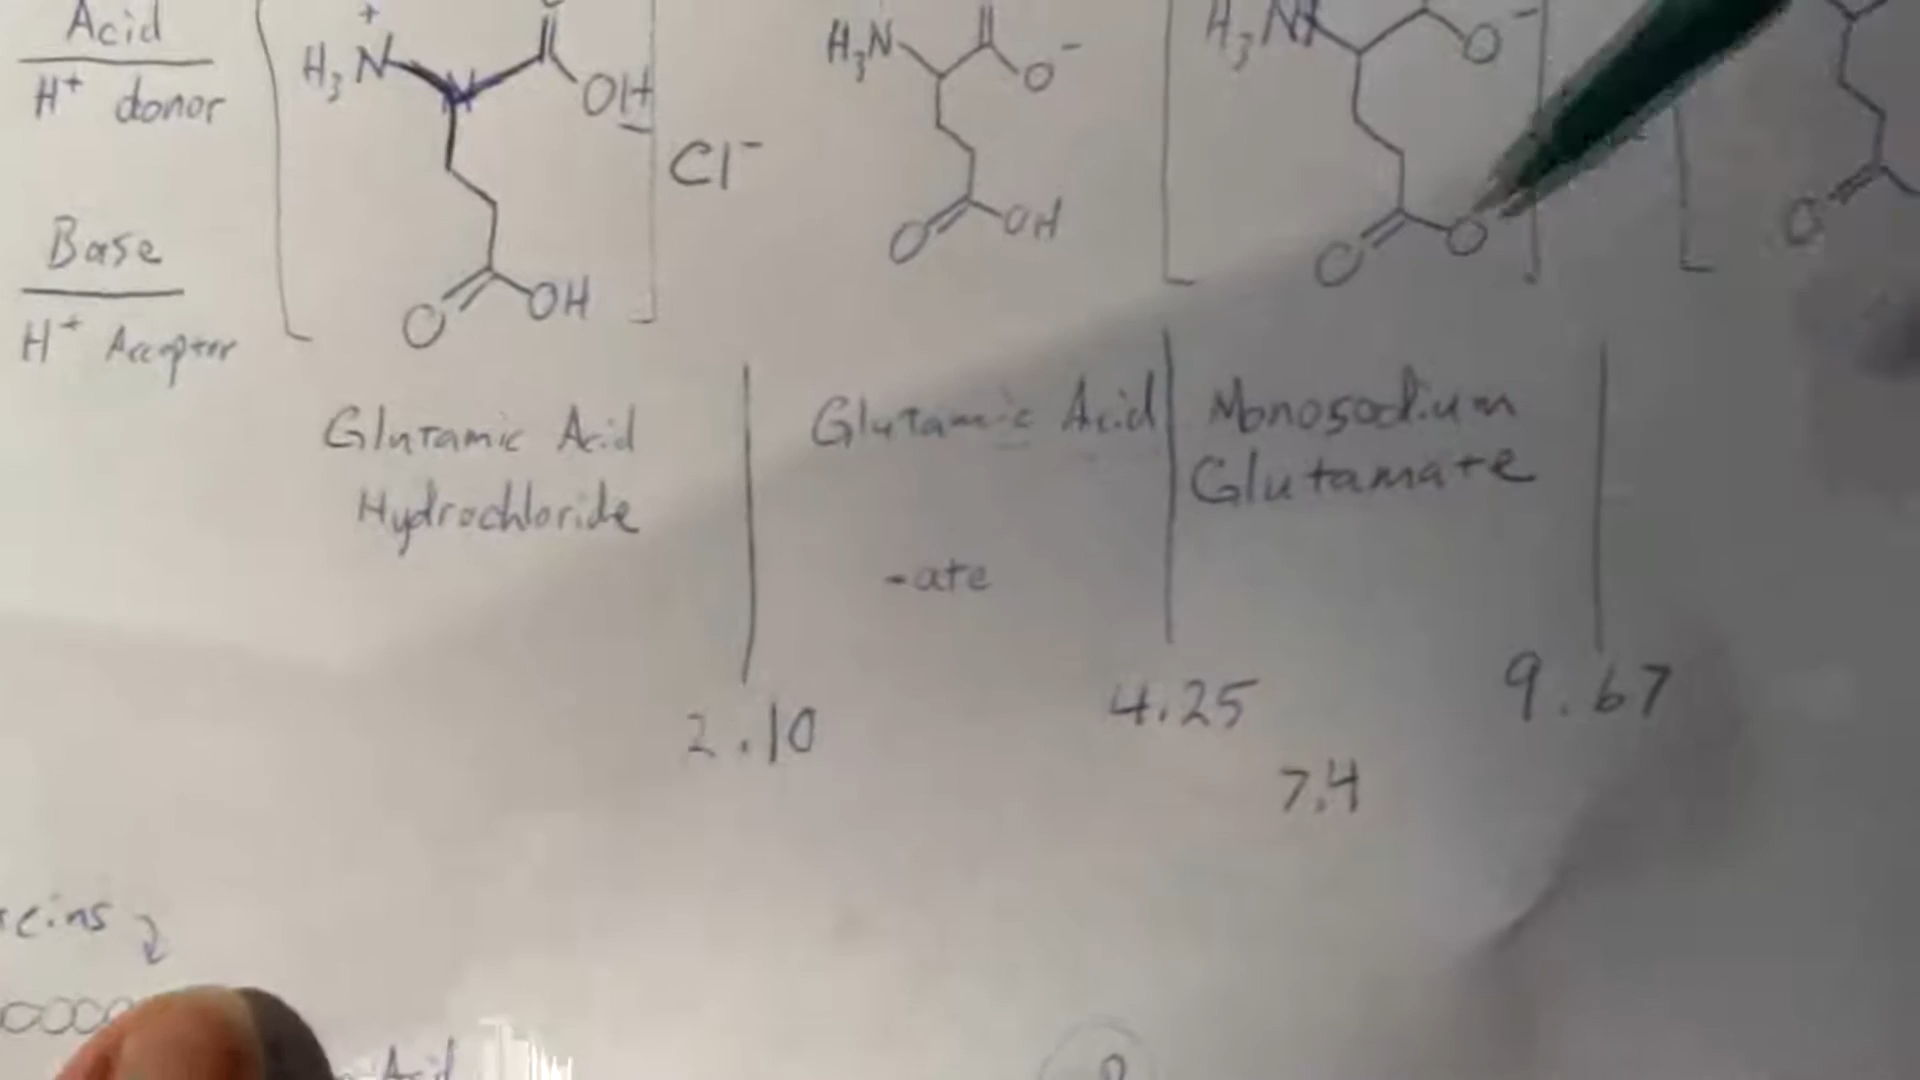 Acid
H⁺ donor
Base
H⁺ Acceptor
+
H₃N
OH
O
OH
Cl⁻
H₃N
O⁻
O
OH
H₃N
O⁻
O
O
O
Glutamic Acid
Hydrochloride
Glutamic Acid
-ate
Monosodium
Glutamate
2.10
4.25
7.4
9.67
Acid